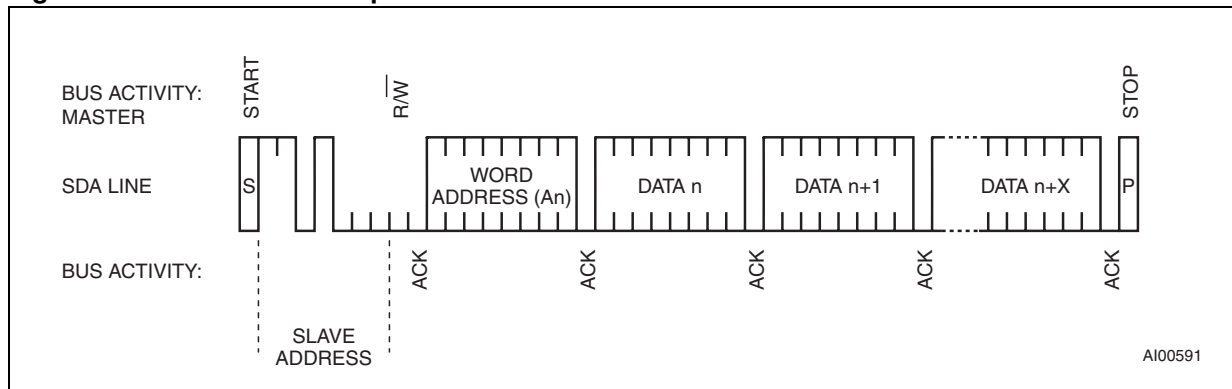 BUS ACTIVITY:
MASTER
START
R/W
STOP
SDA LINE
S
WORD
ADDRESS (An)
DATA n
DATA n+1
DATA n+X
P
BUS ACTIVITY:
ACK
ACK
ACK
ACK
ACK
SLAVE
ADDRESS
AI00591